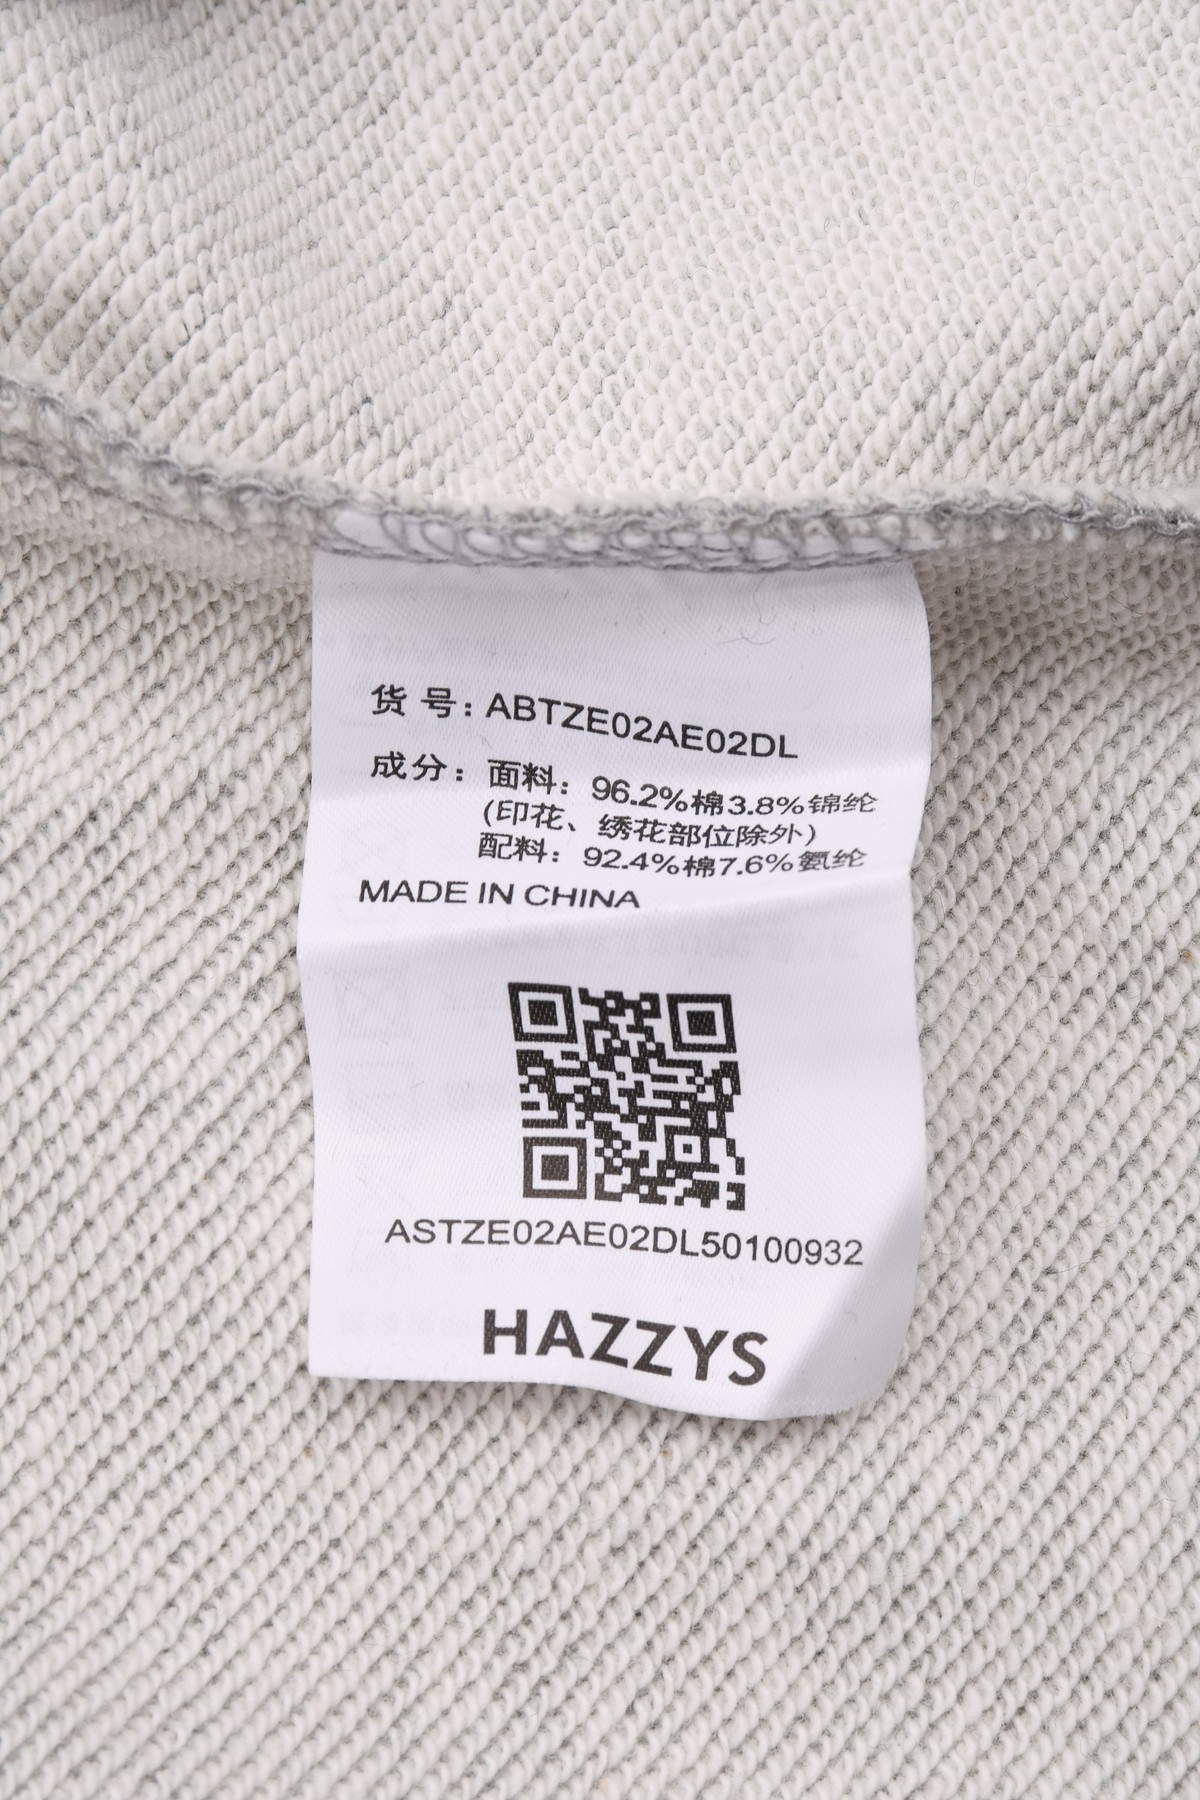 货 号: ABTZE02AE02DL
成分: 面料: 96.2%棉3.8%锦纶
(印花、绣花部位除外)
配料: 92.4%棉7.6%氨纶
MADE IN CHINA
ASTZE02AE02DL50100932
HAZZYS